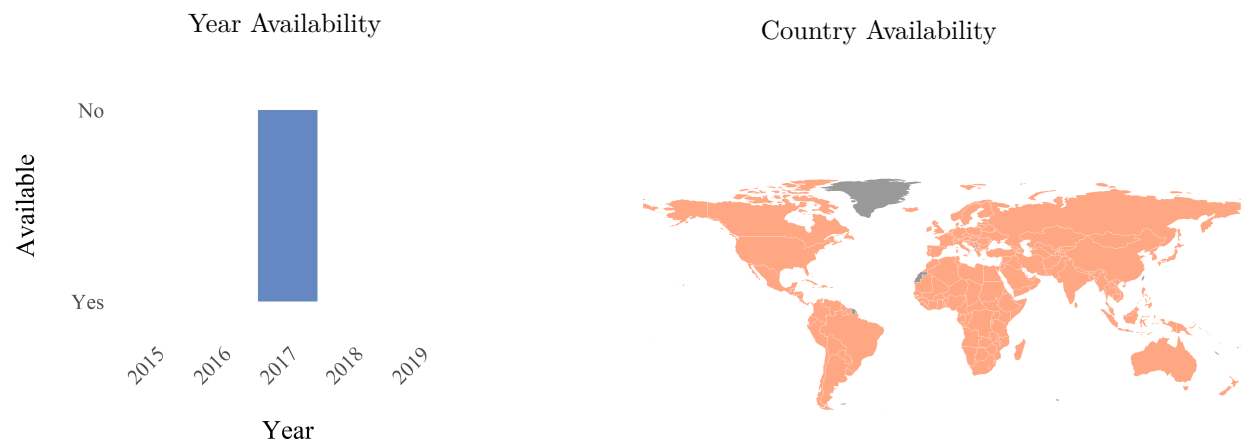 Year Availability
Available
No
Yes
2015
2016
2017
2018
2019
Year
Country Availability